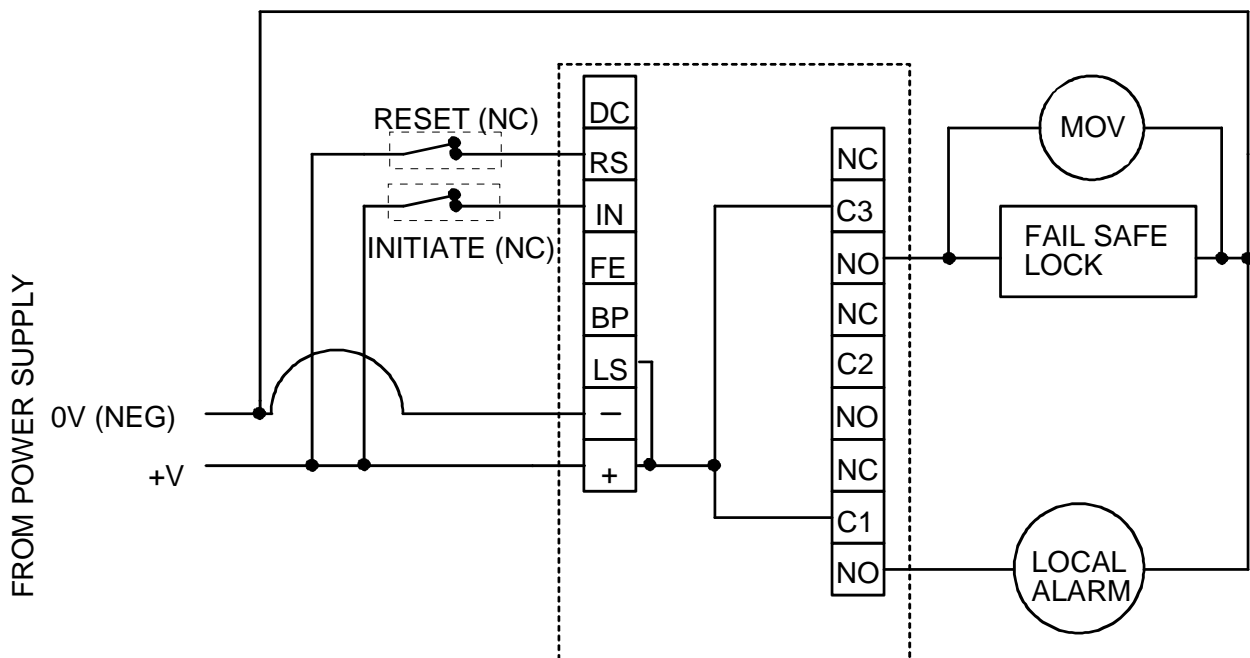 RESET (NC)
INITIATE (NC)
FROM POWER SUPPLY
0V (NEG)
+V
DC
RS
IN
FE
BP
LS
−
+
NC
C3
NO
NC
C2
NO
NC
C1
NO
MOV
FAIL SAFE
LOCK
LOCAL
ALARM